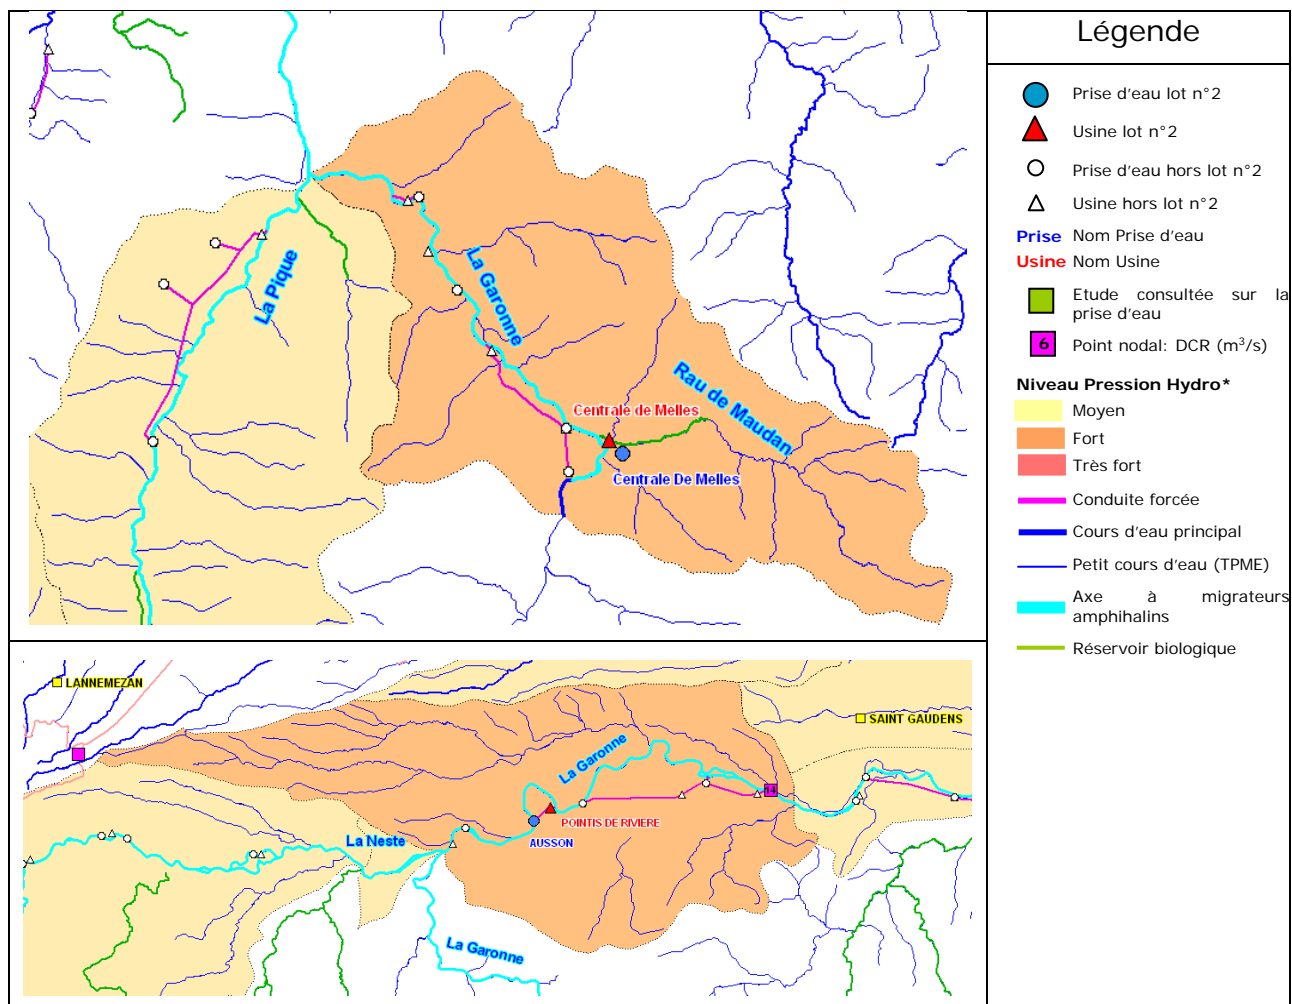 La Pique
La Garonne
Rau de Maudan
Centrale de Melles
Centrale De Melles
LANNEMEZAN
SAINT GAUDENS
La Garonne
14
POINTIS DE RIVIERE
AUSSON
La Neste
La Garonne
Légende
Prise d'eau lot n°2
Usine lot n°2
Prise d'eau hors lot n°2
Usine hors lot n°2
Prise Nom Prise d'eau
Usine Nom Usine
Etude consultée sur la
prise d'eau
6 Point nodal: DCR (m³/s)
Niveau Pression Hydro*
Moyen
Fort
Très fort
Conduite forcée
Cours d'eau principal
Petit cours d'eau (TPME)
Axe à migrateurs
amphihalins
Réservoir biologique